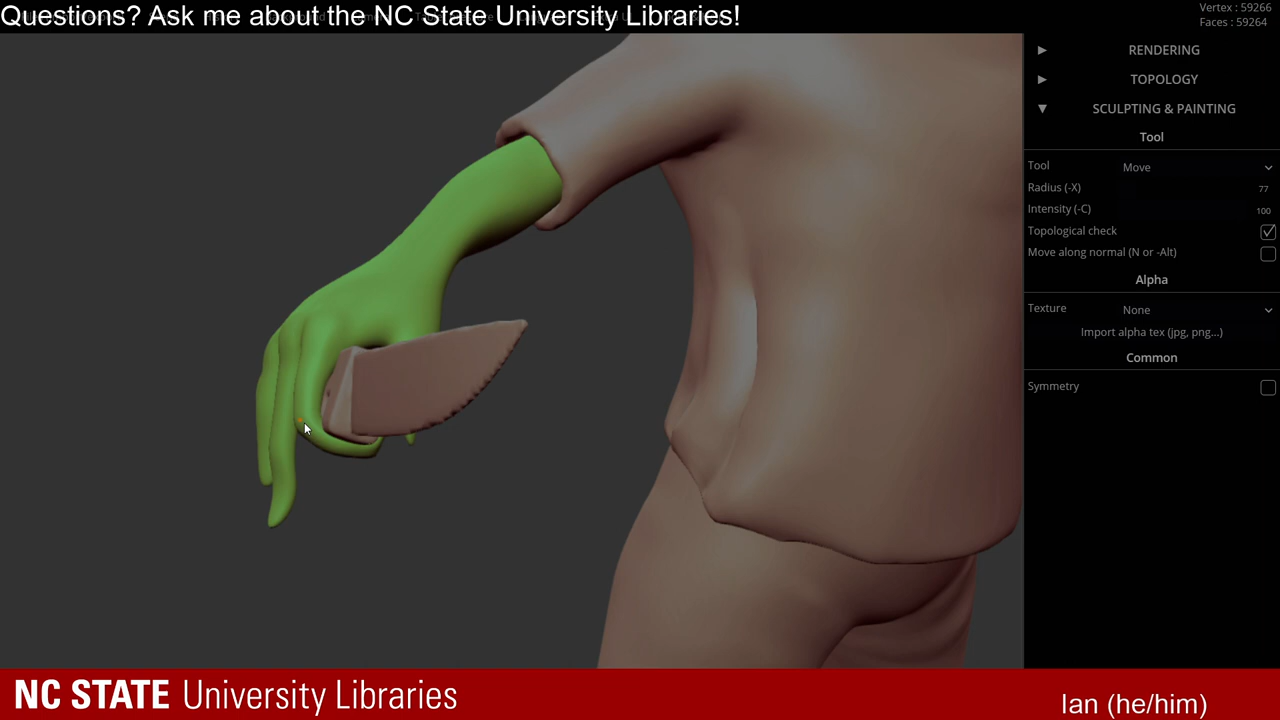 Questions? Ask me about the NC State University Libraries!
Vertex : 59266
Faces : 59264
RENDERING
TOPOLOGY
SCULPTING & PAINTING
Tool
Tool Move
Radius (-X) 77
Intensity (-C) 100
Topological check
Move along normal (N or -Alt)
Alpha
Texture None
Import alpha tex (jpg, png...)
Common
Symmetry
NC STATE University Libraries
Ian (he/him)